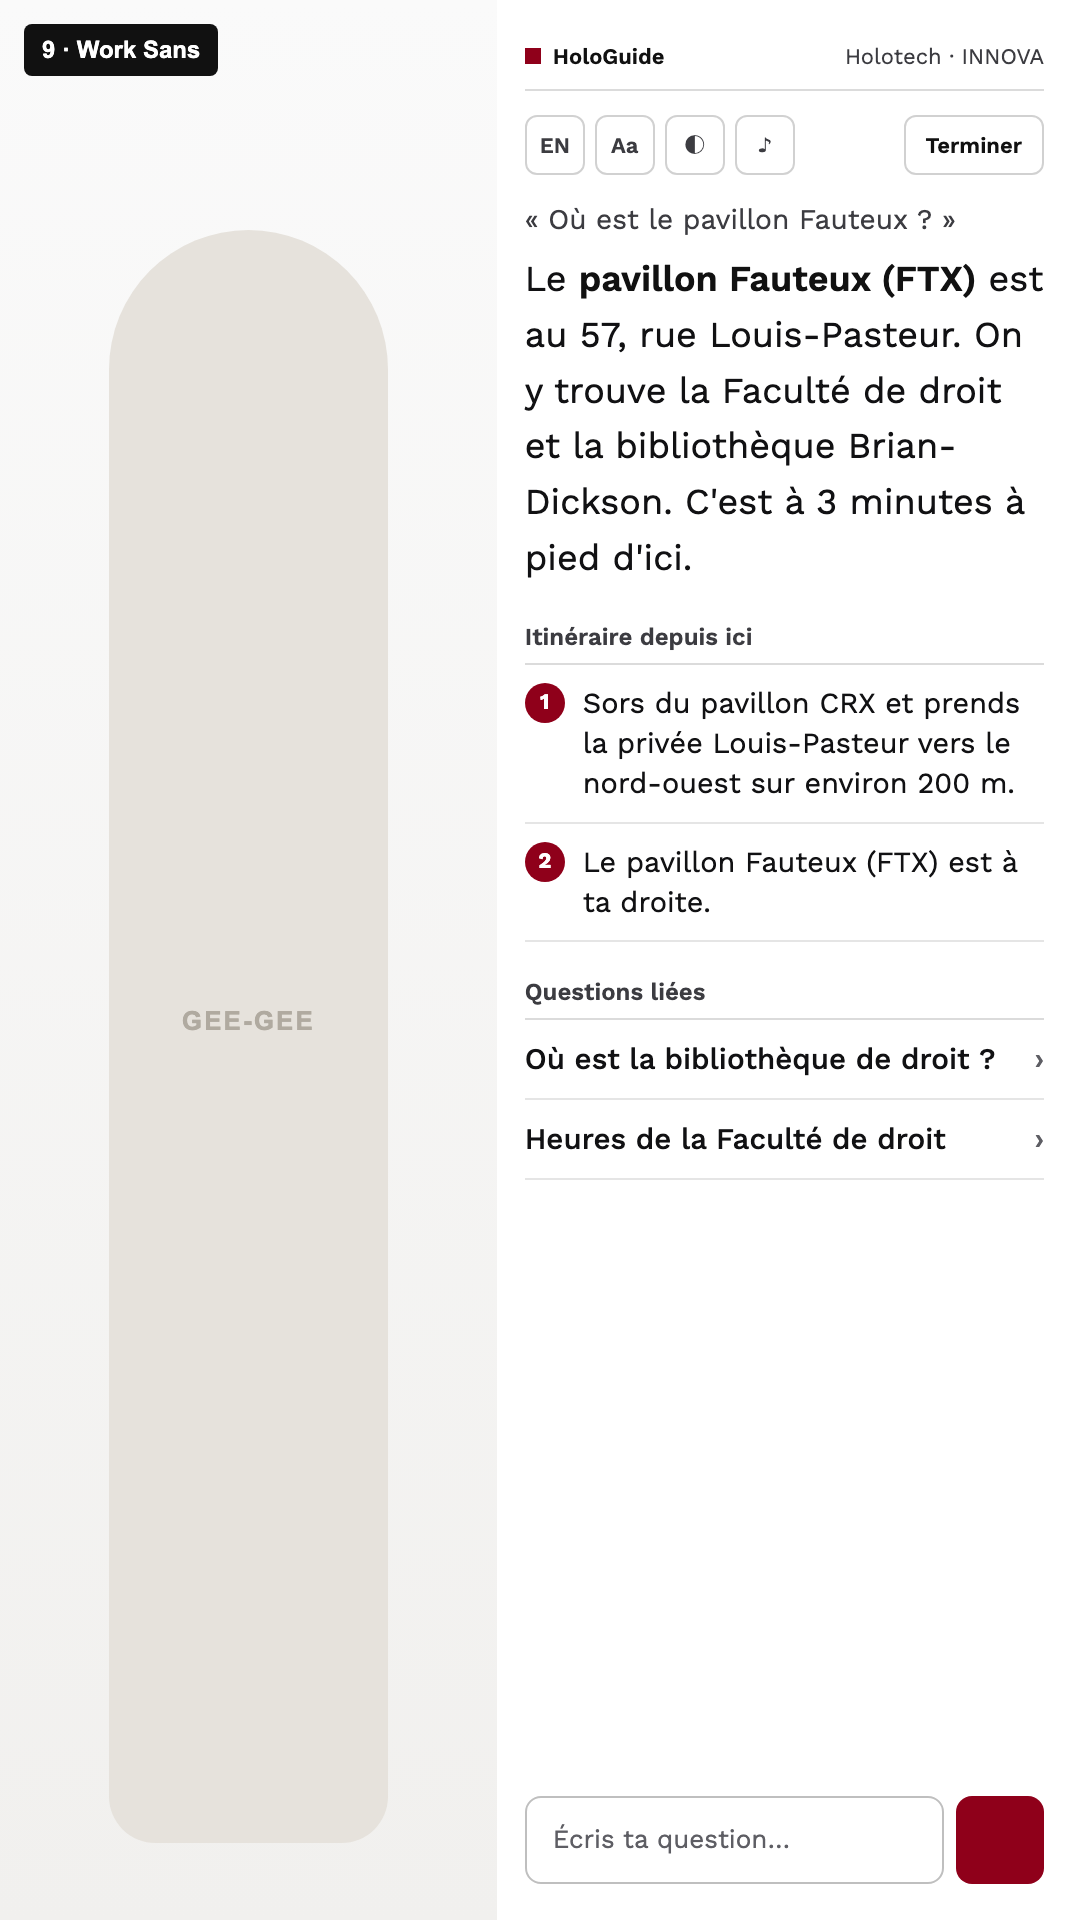 9 · Work Sans
HoloGuide
Holotech · INNOVA
EN
Aa
Terminer
« Où est le pavillon Fauteux ? »
Le pavillon Fauteux (FTX) est
au 57, rue Louis-Pasteur. On
y trouve la Faculté de droit
et la bibliothèque Brian-
Dickson. C'est à 3 minutes à
pied d'ici.
Itinéraire depuis ici
1 Sors du pavillon CRX et prends
la privée Louis-Pasteur vers le
nord-ouest sur environ 200 m.
2 Le pavillon Fauteux (FTX) est à
ta droite.
GEE-GEE
Questions liées
Où est la bibliothèque de droit ? ›
Heures de la Faculté de droit ›
Écris ta question...